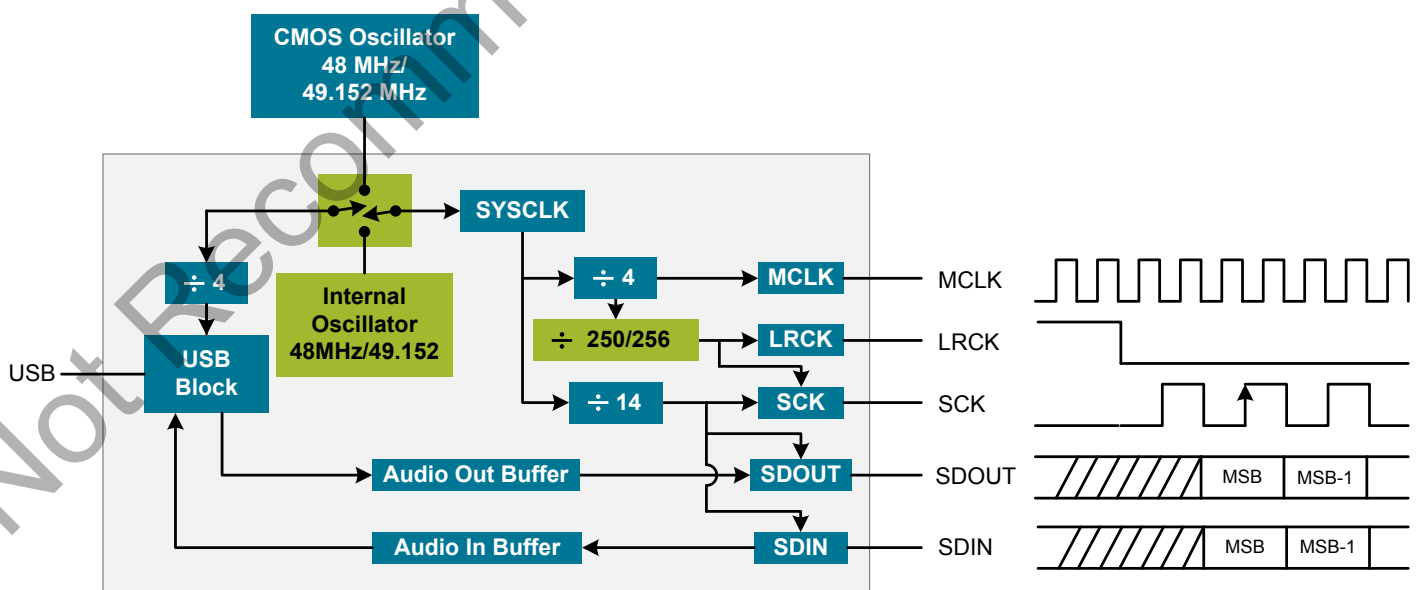 CMOS Oscillator
48 MHz/
49.152 MHz
SYSCLK
÷ 4
Internal
Oscillator
48MHz/49.152
÷ 4
MCLK
MCLK
÷ 250/256
LRCK
LRCK
USB
USB
Block
÷ 14
SCK
SCK
Audio Out Buffer
SDOUT
SDOUT
MSB
MSB-1
Audio In Buffer
SDIN
SDIN
MSB
MSB-1
Not Recomm